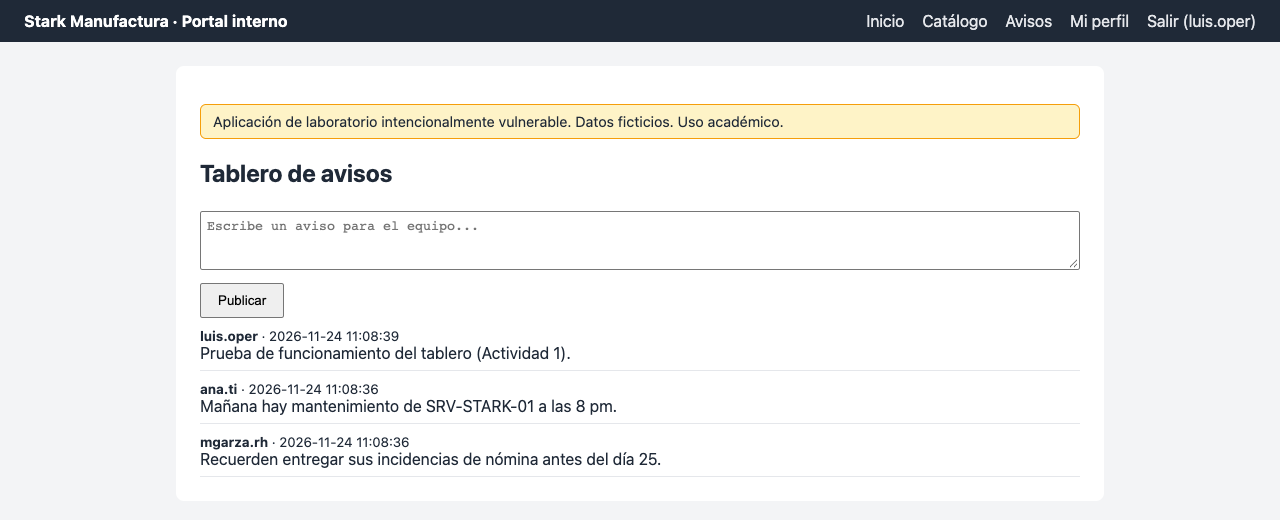 Stark Manufactura · Portal interno
Inicio Catálogo Avisos Mi perfil Salir (luis.oper)
Aplicación de laboratorio intencionalmente vulnerable. Datos ficticios. Uso académico.
Tablero de avisos
Escribe un aviso para el equipo...
Publicar
luis.oper · 2026-11-24 11:08:39
Prueba de funcionamiento del tablero (Actividad 1).
ana.ti · 2026-11-24 11:08:36
Mañana hay mantenimiento de SRV-STARK-01 a las 8 pm.
mgarza.rh · 2026-11-24 11:08:36
Recuerden entregar sus incidencias de nómina antes del día 25.